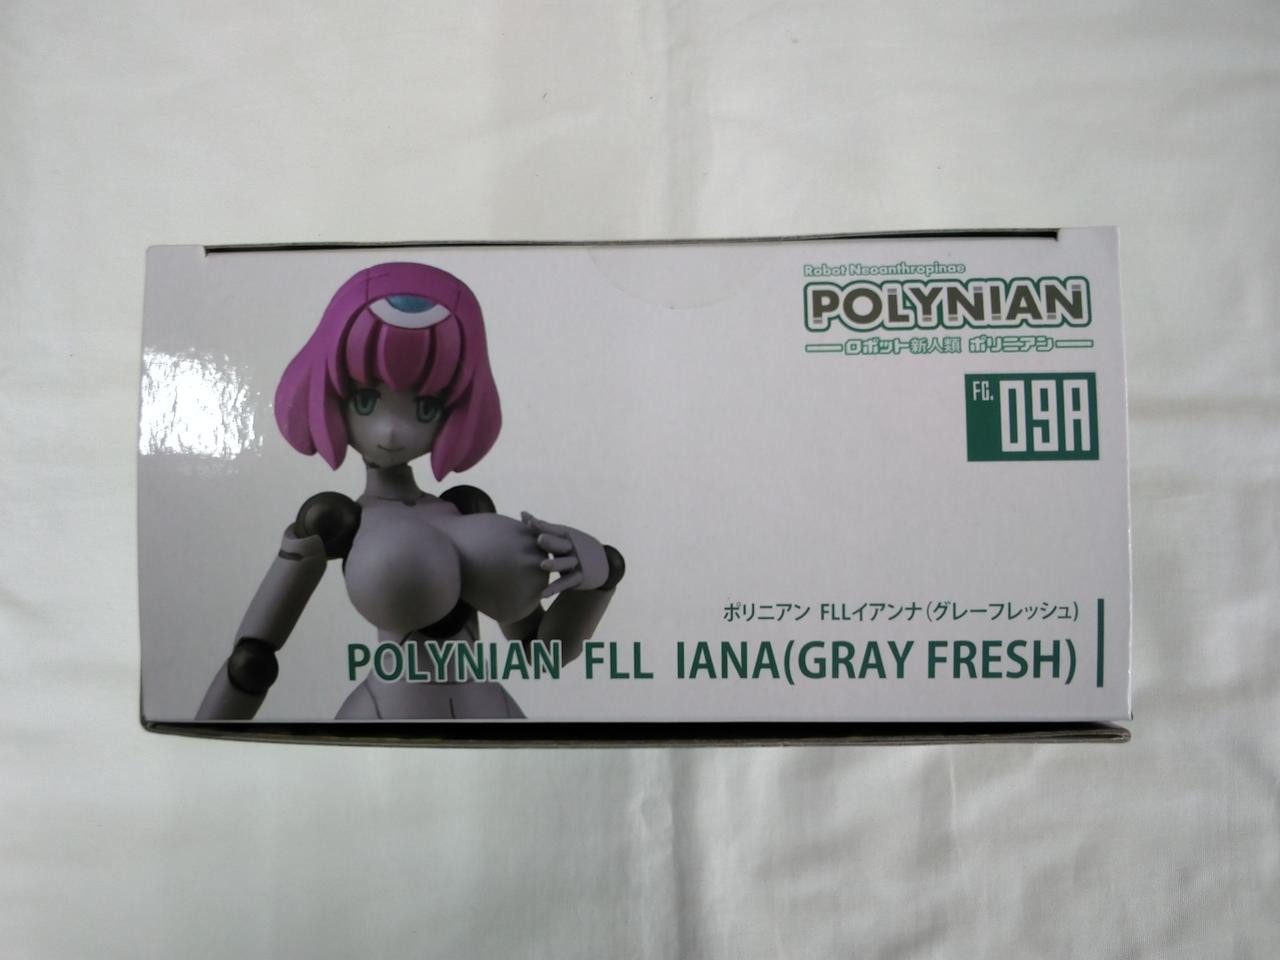 Robot Neoanthropinae
POLYNIAN
ロボット新人類 ポリニアン
FC. 09A
ポリニアン FLLイアンナ(グレーフレッシュ)
POLYNIAN FLL IANA(GRAY FRESH)